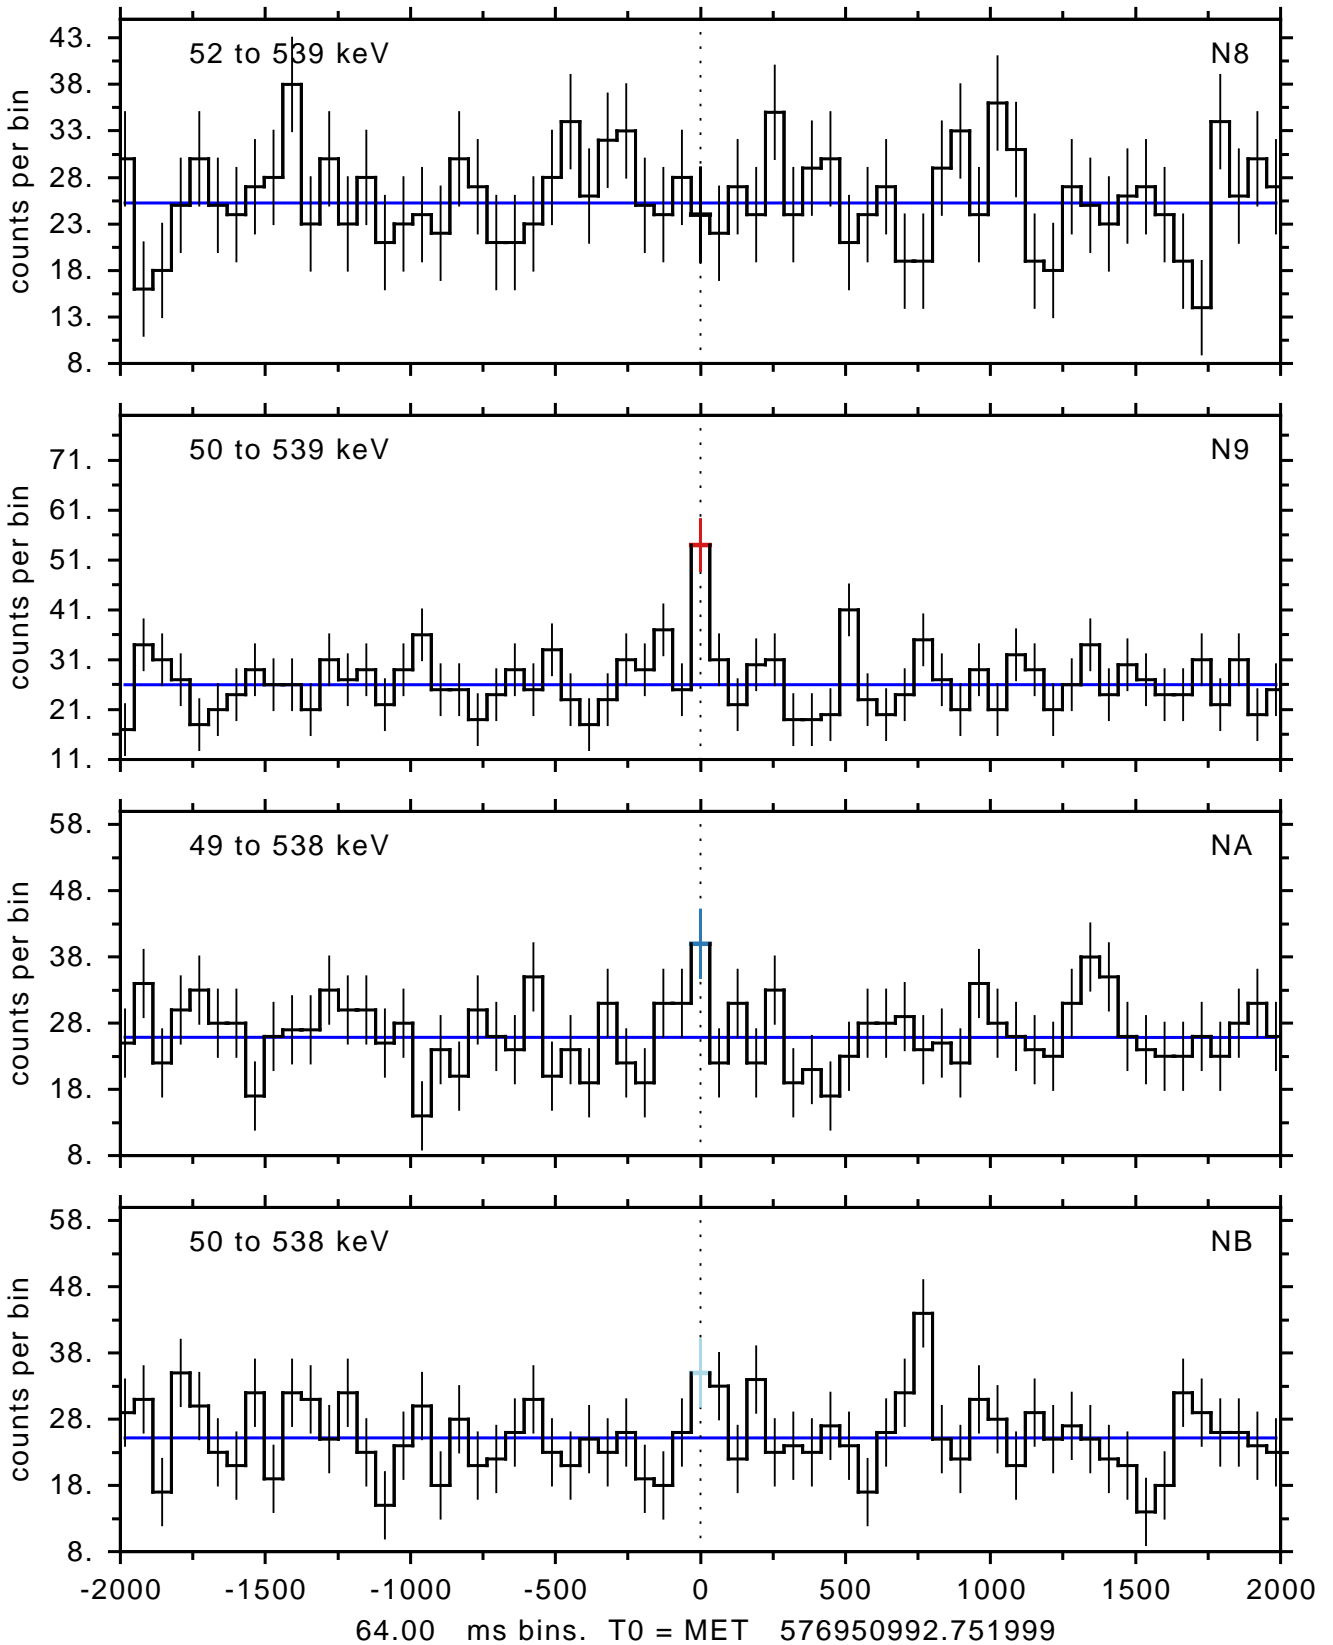 52 to 539 keV N8
counts per bin
43.
38.
33.
28.
23.
18.
13.
8.
50 to 539 keV N9
counts per bin
71.
61.
51.
41.
31.
21.
11.
49 to 538 keV NA
counts per bin
58.
48.
38.
28.
18.
8.
50 to 538 keV NB
counts per bin
58.
48.
38.
28.
18.
8.
-2000 -1500 -1000 -500 0 500 1000 1500 2000
64.00 ms bins. T0 = MET 576950992.751999